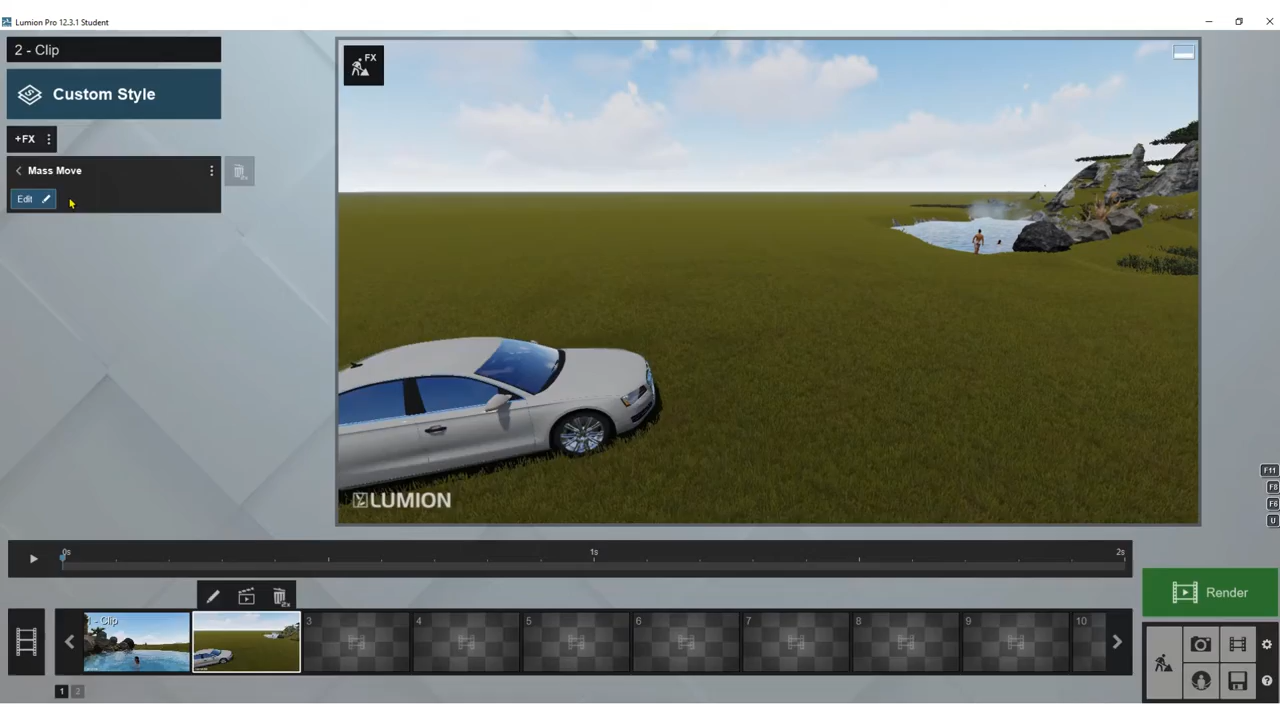 Lumion Pro 12.3.1 Student
2 - Clip
Custom Style
+FX
Mass Move
Edit
FX
LUMION
F11
F8
F6
U
0s
1s
2s
Render
1 - Clip
3
4
5
6
7
8
9
10
1
2